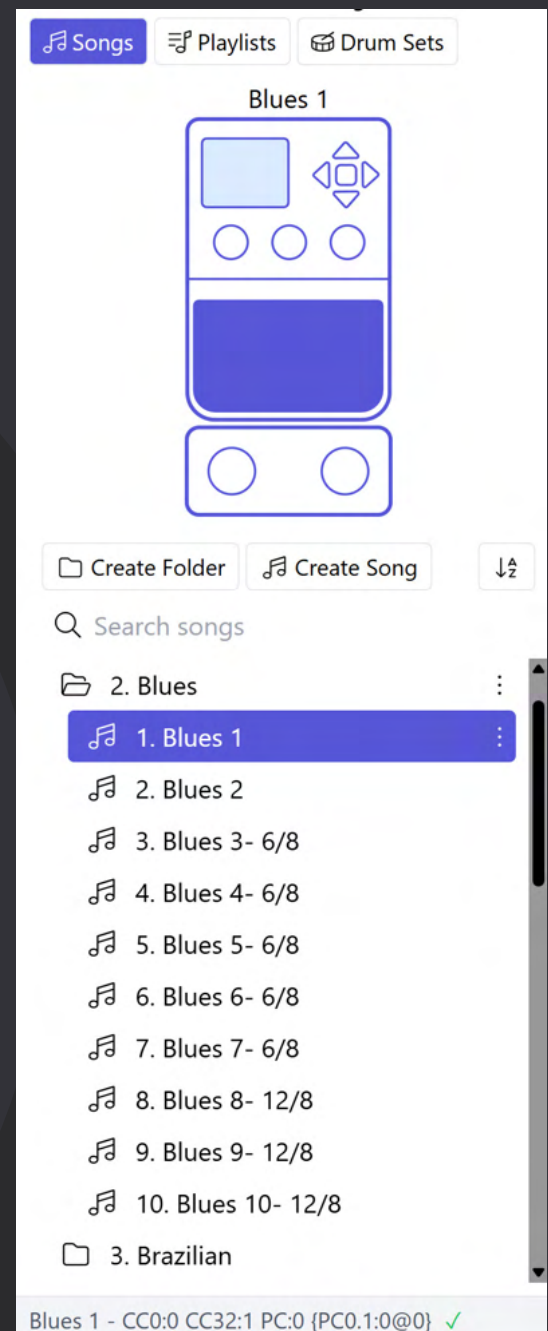 Songs Playlists Drum Sets
Blues 1
Create Folder Create Song A Z
Search songs
2. Blues
1. Blues 1
2. Blues 2
3. Blues 3- 6/8
4. Blues 4- 6/8
5. Blues 5- 6/8
6. Blues 6- 6/8
7. Blues 7- 6/8
8. Blues 8- 12/8
9. Blues 9- 12/8
10. Blues 10- 12/8
3. Brazilian
Blues 1 - CC0:0 CC32:1 PC:0 {PC0.1:0@0} ✓